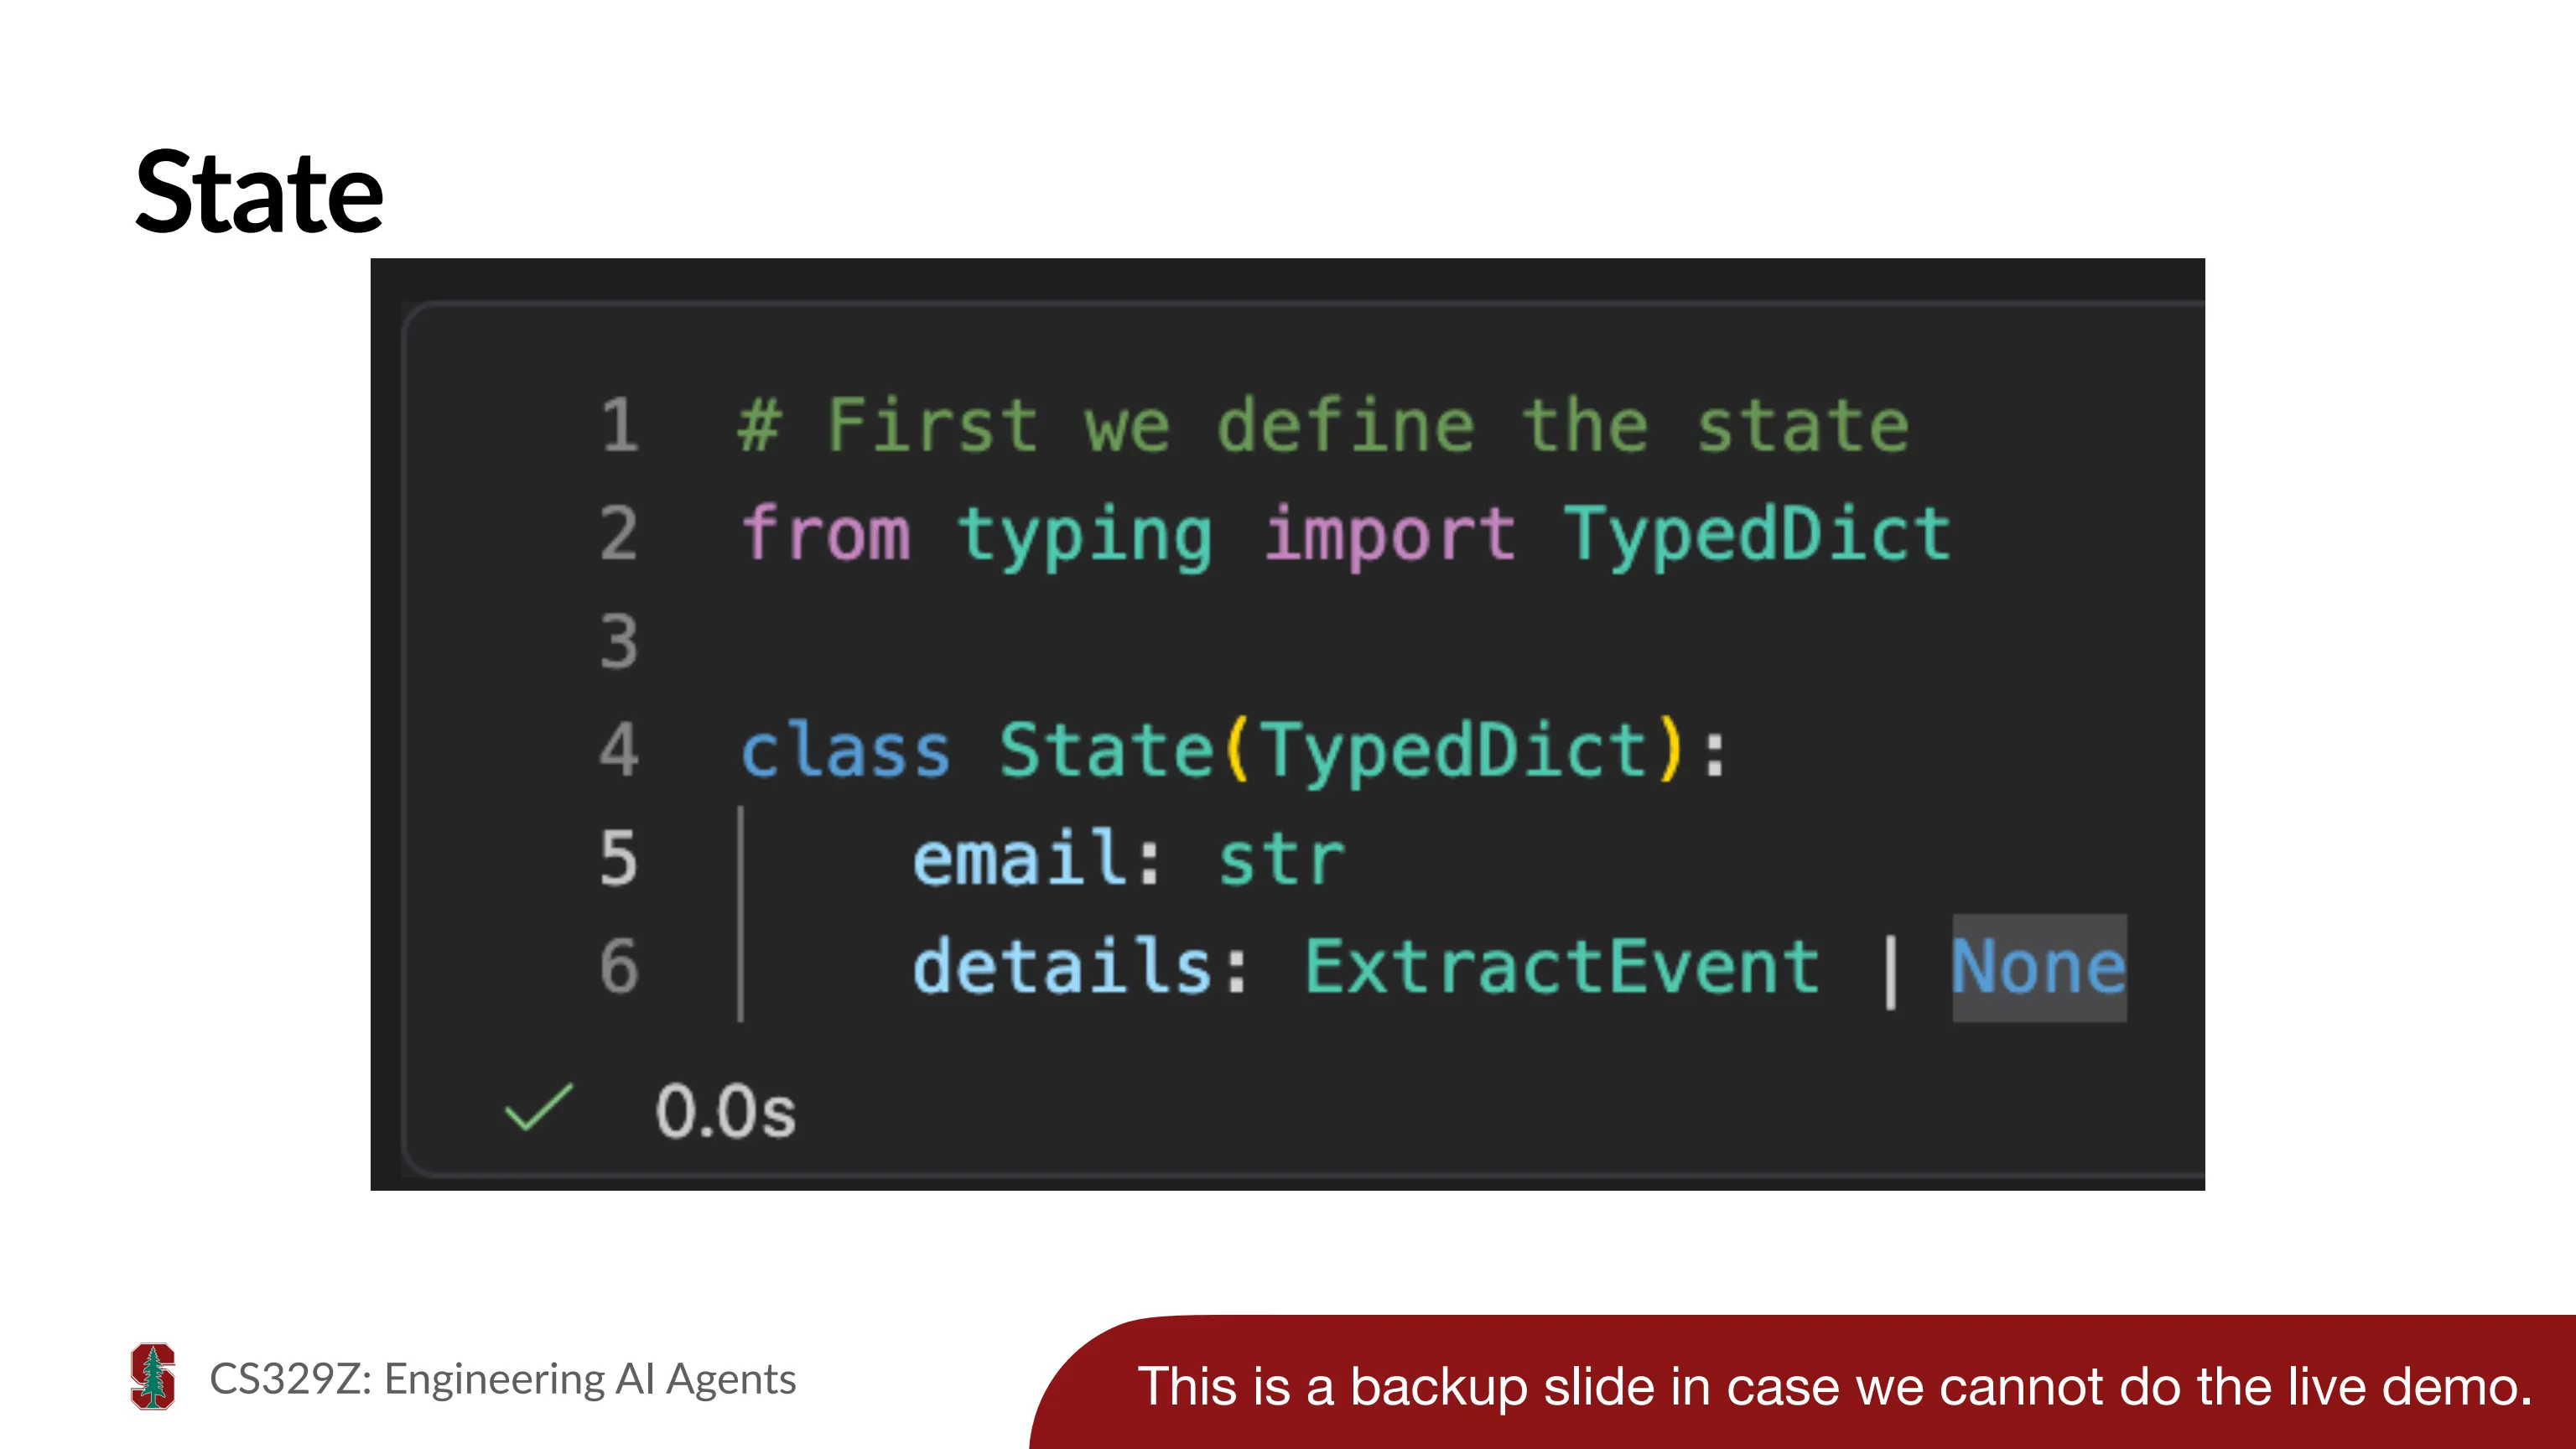 State
1 # First we define the state
2 from typing import TypedDict
3
4 class State(TypedDict):
5     email: str
6     details: ExtractEvent | None
0.0s
CS329Z: Engineering AI Agents
This is a backup slide in case we cannot do the live demo.